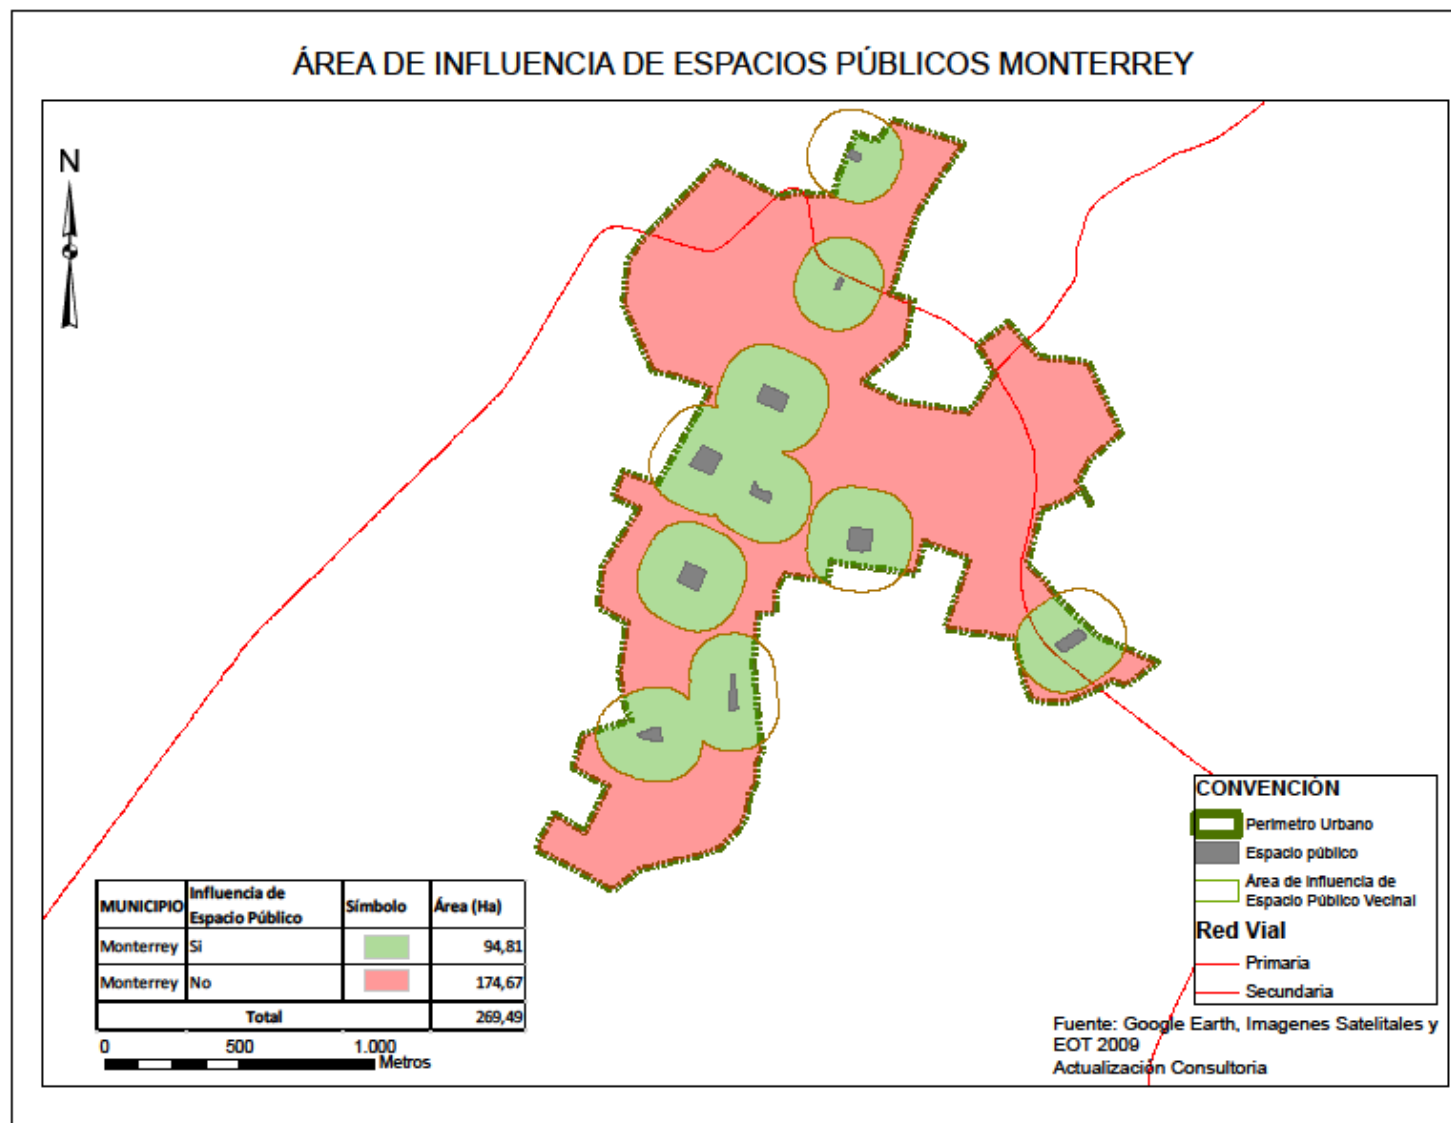 ÁREA DE INFLUENCIA DE ESPACIOS PÚBLICOS MONTERREY
N
CONVENCIÓN
Perimetro Urbano
Espacio público
Área de Influencia de
Espacio Público Vecinal
Red Vial
Primaria
Secundaria
MUNICIPIO Influencia de Espacio Público Símbolo Área (Ha)
Monterrey Si 94,81
Monterrey No 174,67
Total 269,49
0 500 1.000
Metros
Fuente: Google Earth, Imagenes Satelitales y
EOT 2009
Actualización Consultoria